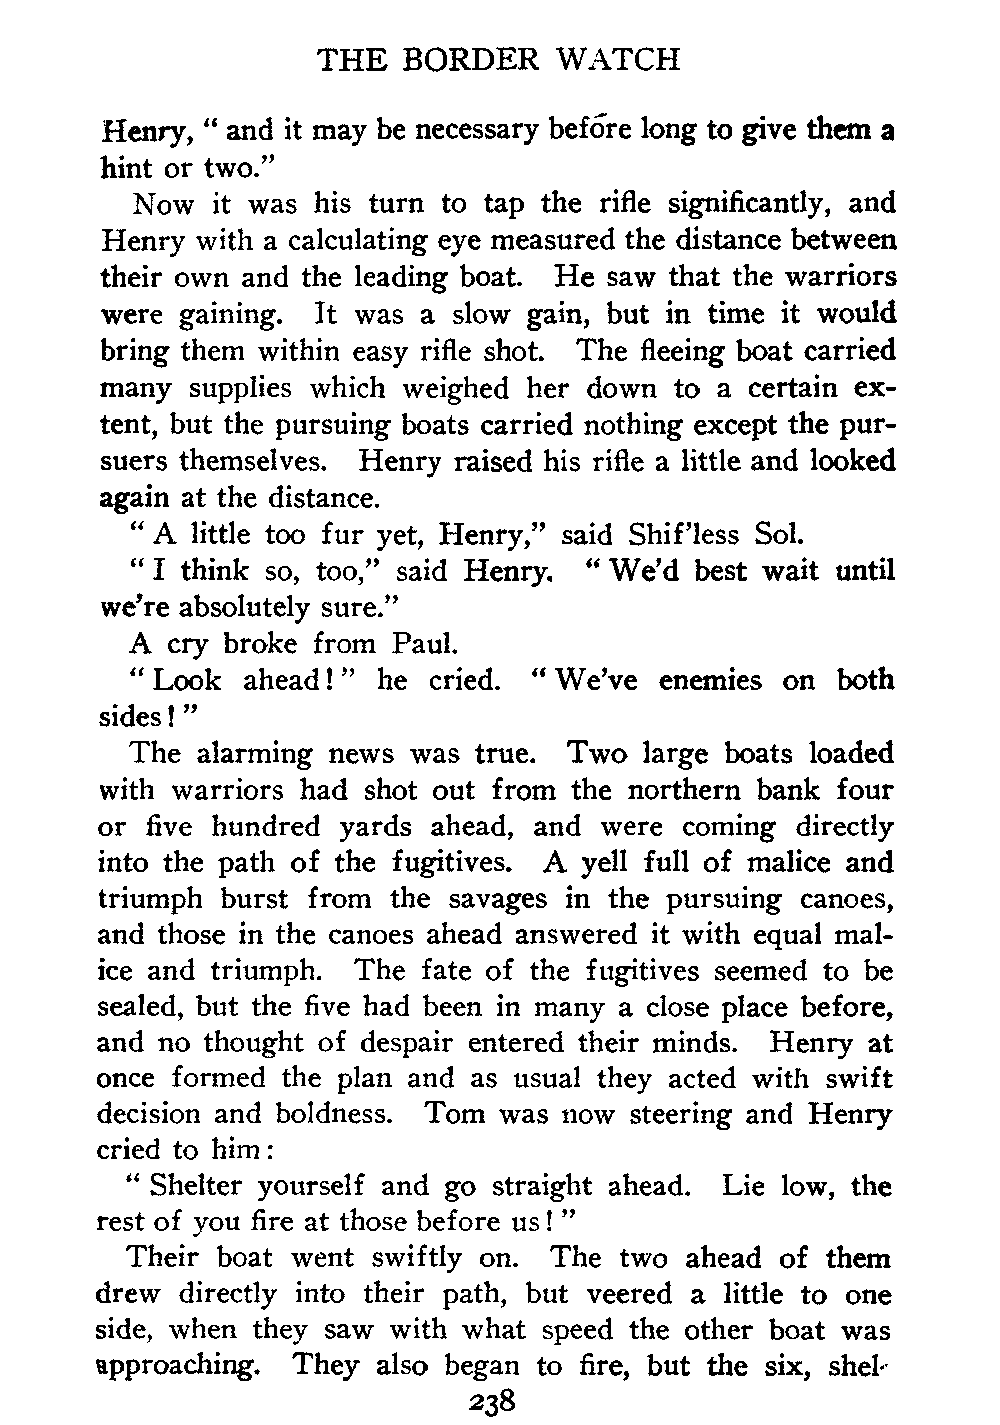 THE BORDER WATCH
Henry, “ and it may be necessary before long to give them a
hint or two.”
Now it was his turn to tap the rifle significantly, and
Henry with a calculating eye measured the distance between
their own and the leading boat. He saw that the warriors
were gaining. It was a slow gain, but in time it would
bring them within easy rifle shot. The fleeing boat carried
many supplies which weighed her down to a certain ex-
tent, but the pursuing boats carried nothing except the pur-
suers themselves. Henry raised his rifle a little and looked
again at the distance.
“ A little too fur yet, Henry,” said Shif’less Sol.
“ I think so, too,” said Henry. “ We’d best wait until
we’re absolutely sure.”
A cry broke from Paul.
“ Look ahead! ” he cried. “ We’ve enemies on both
sides! ”
The alarming news was true. Two large boats loaded
with warriors had shot out from the northern bank four
or five hundred yards ahead, and were coming directly
into the path of the fugitives. A yell full of malice and
triumph burst from the savages in the pursuing canoes,
and those in the canoes ahead answered it with equal mal-
ice and triumph. The fate of the fugitives seemed to be
sealed, but the five had been in many a close place before,
and no thought of despair entered their minds. Henry at
once formed the plan and as usual they acted with swift
decision and boldness. Tom was now steering and Henry
cried to him:
“ Shelter yourself and go straight ahead. Lie low, the
rest of you fire at those before us! ”
Their boat went swiftly on. The two ahead of them
drew directly into their path, but veered a little to one
side, when they saw with what speed the other boat was
approaching. They also began to fire, but the six, shel-
238